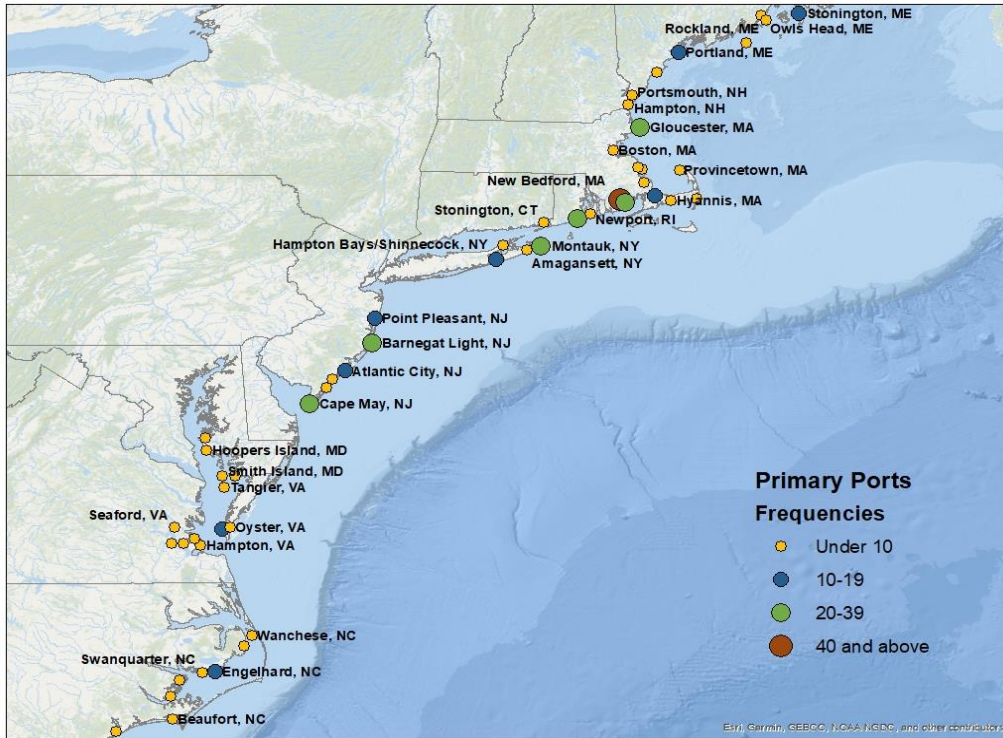 Stonington, ME
Rockland, ME
Owls Head, ME
Portland, ME
Portsmouth, NH
Hampton, NH
Gloucester, MA
Boston, MA
Provincetown, MA
New Bedford, MA
Hyannis, MA
Stonington, CT
Newport, RI
Hampton Bays/Shinnecock, NY
Montauk, NY
Amagansett, NY
Point Pleasant, NJ
Barnegat Light, NJ
Atlantic City, NJ
Cape May, NJ
Hoopers Island, MD
Smith Island, MD
Tangier, VA
Seaford, VA
Oyster, VA
Hampton, VA
Wanchese, NC
Swanquarter, NC
Engelhard, NC
Beaufort, NC
Primary Ports
Frequencies
Under 10
10-19
20-39
40 and above
Esri, Garmin, GEBCO, NOAA NGDC, and other contributors